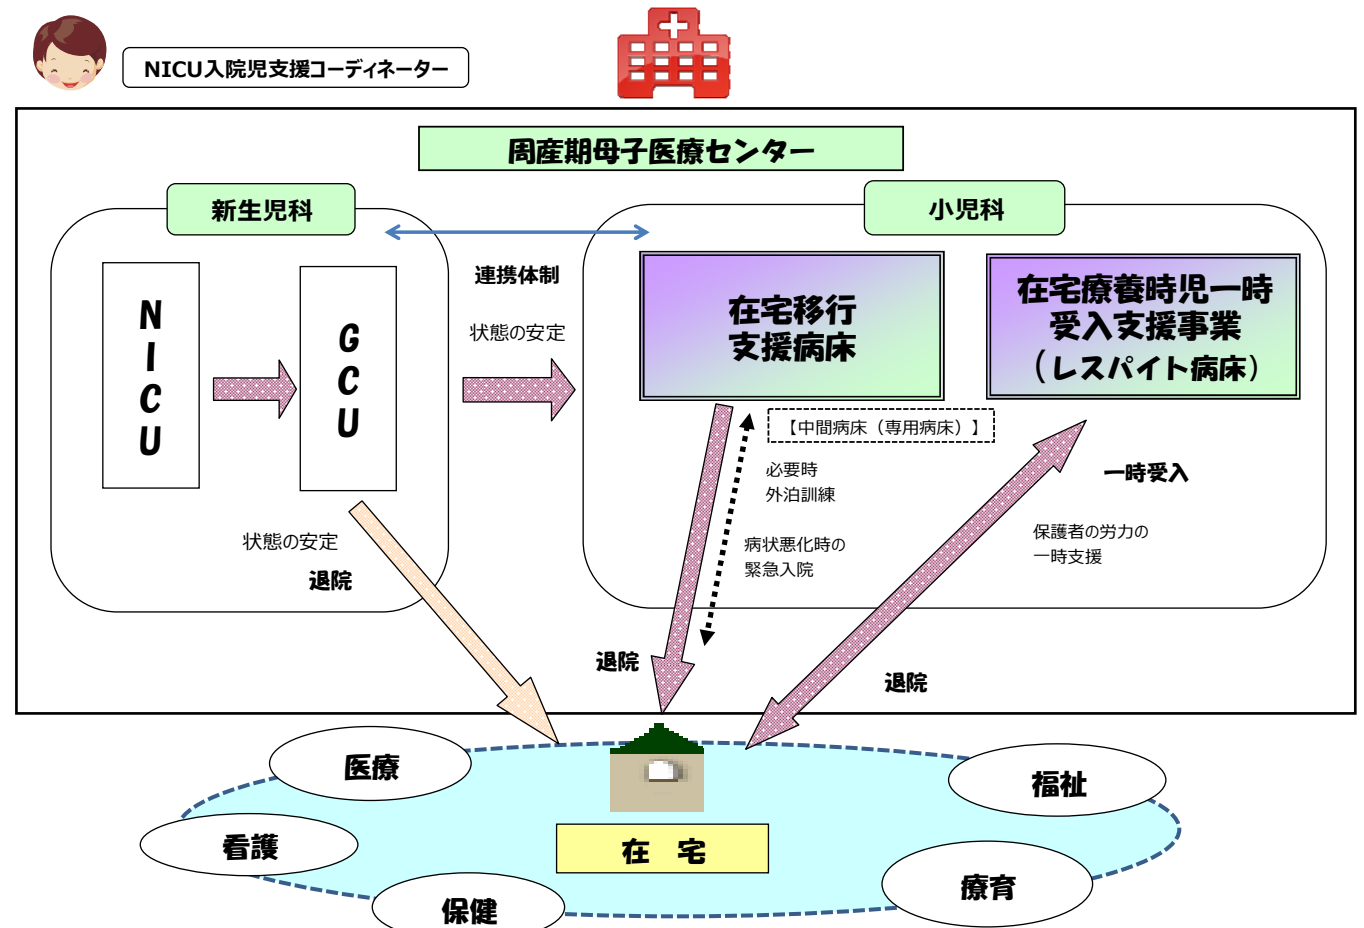 NICU入院児支援コーディネーター
周産期母子医療センター
新生児科
小児科
NICU
GCU
連携体制
状態の安定
在宅移行
支援病床
在宅療養時児一時
受入支援事業
（レスパイト病床）
【中間病床（専用病床）】
必要時
外泊訓練
病状悪化時の
緊急入院
一時受入
保護者の労力の
一時支援
状態の安定
退院
退院
退院
医療
福祉
看護
在　宅
療育
保健